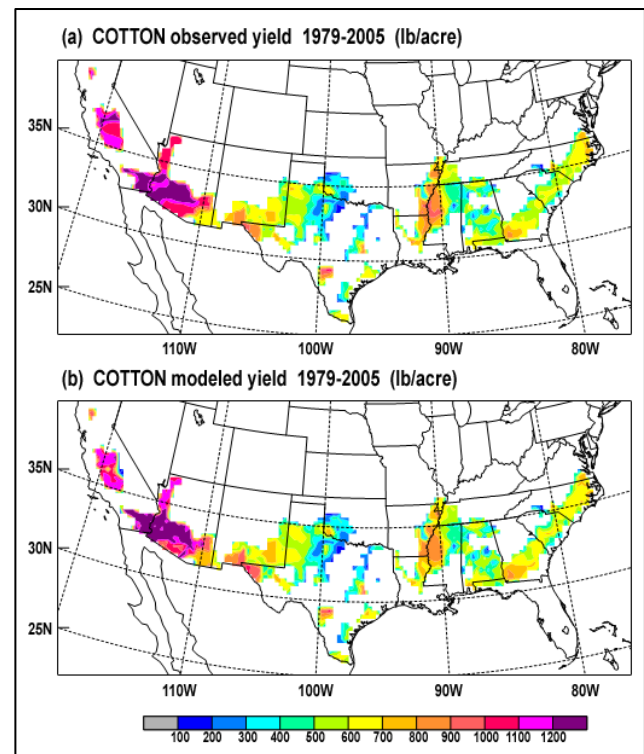 (a) COTTON observed yield 1979-2005 (lb/acre)
35N
30N
25N
110W 100W 90W 80W
(b) COTTON modeled yield 1979-2005 (lb/acre)
35N
30N
25N
110W 100W 90W 80W
100 200 300 400 500 600 700 800 900 1000 1100 1200